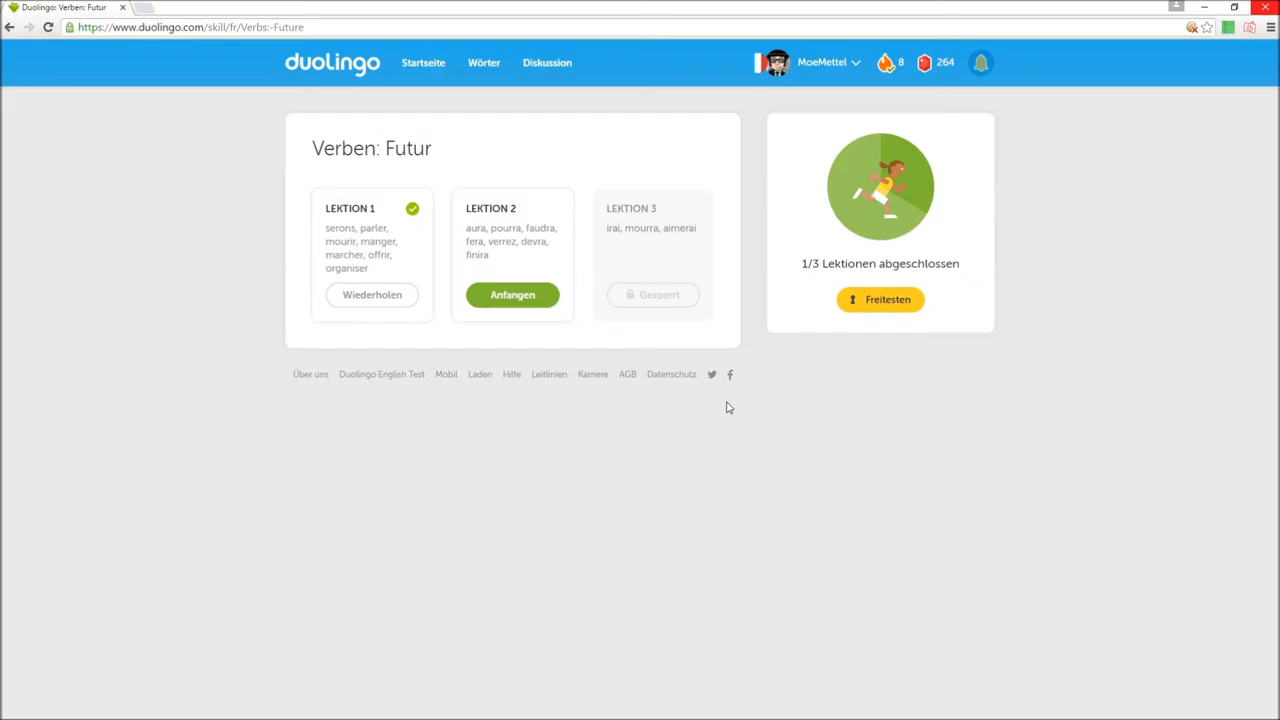 Duolingo: Verben: Futur
https://www.duolingo.com/skill/fr/Verbs:-Future
duolingo Startseite Wörter Diskussion MoeMettel 8 264
Verben: Futur
LEKTION 1
serons, parler,
mourir, manger,
marcher, offrir,
organiser
Wiederholen
LEKTION 2
aura, pourra, faudra,
fera, verrez, devra,
finira
Anfangen
LEKTION 3
irai, mourra, aimerai
Gesperrt
1/3 Lektionen abgeschlossen
Freitesten
Über uns Duolingo English Test Mobil Laden Hilfe Leitlinien Karriere AGB Datenschutz